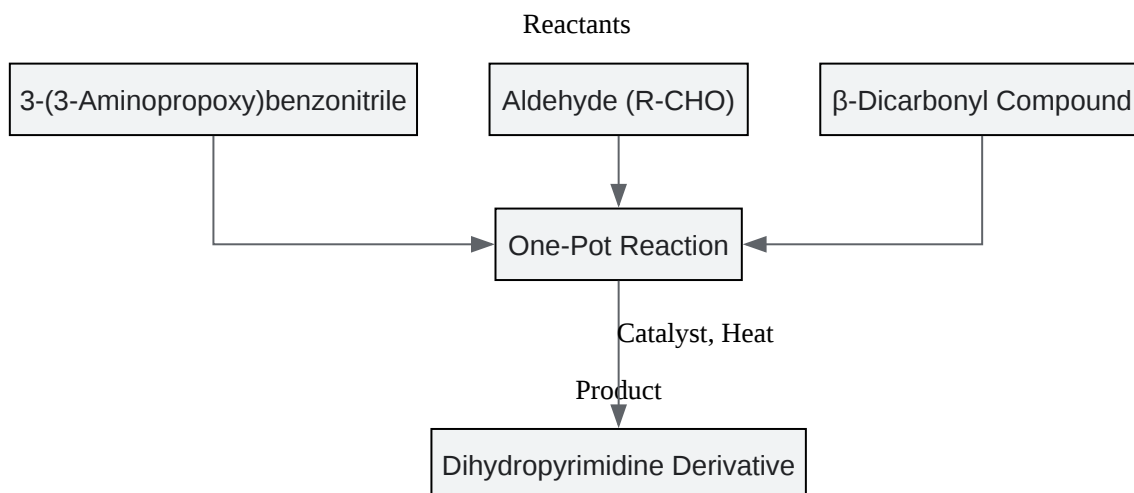 Reactants
3-(3-Aminopropoxy)benzonitrile
Aldehyde (R-CHO)
β-Dicarbonyl Compound
One-Pot Reaction
Catalyst, Heat
Product
Dihydropyrimidine Derivative